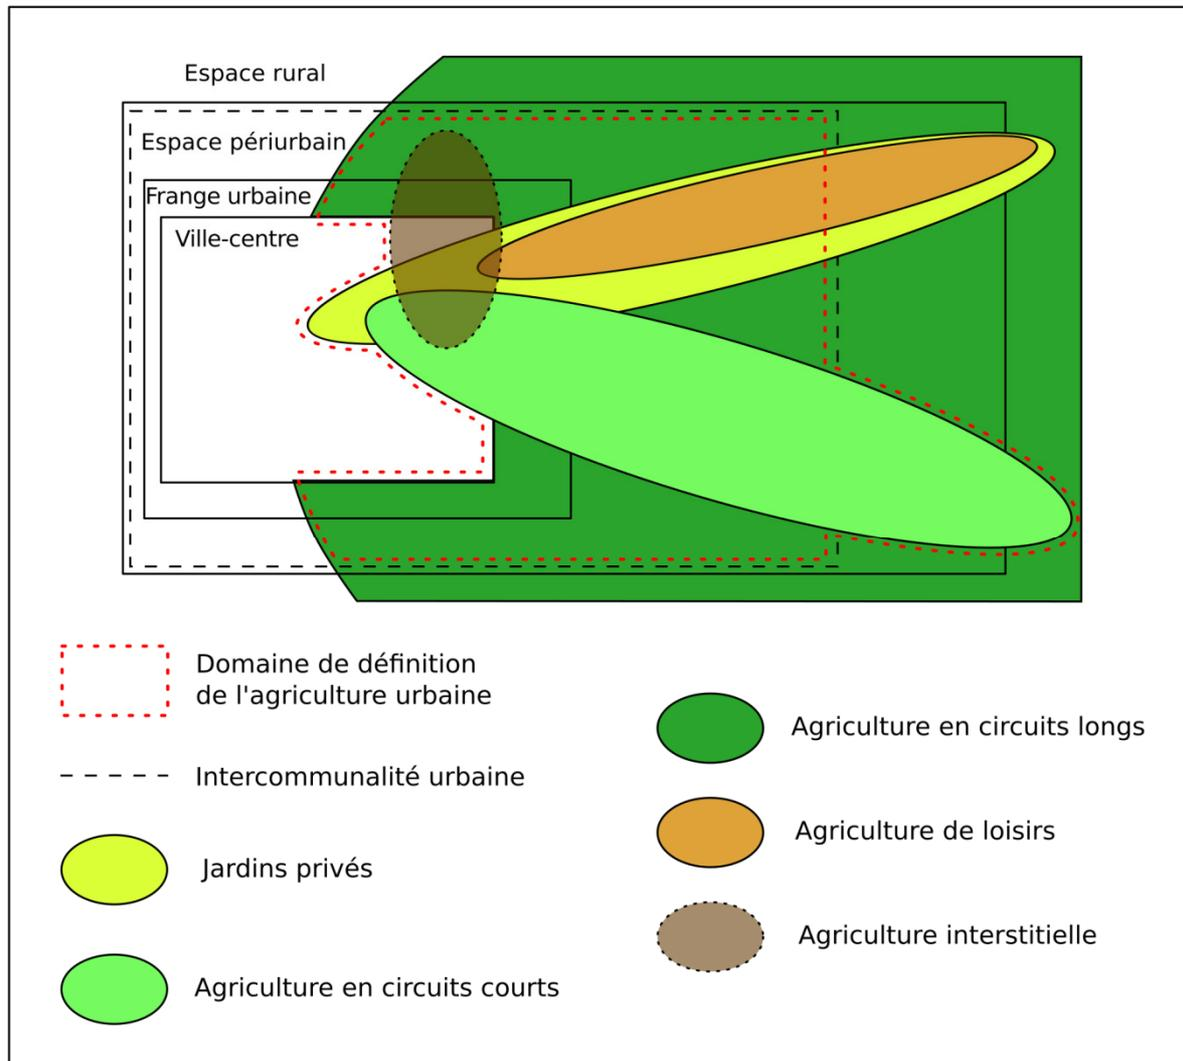 Espace rural
Espace périurbain
Frange urbaine
Ville-centre
Domaine de définition
de l'agriculture urbaine
Intercommunalité urbaine
Jardins privés
Agriculture en circuits courts
Agriculture en circuits longs
Agriculture de loisirs
Agriculture interstitielle